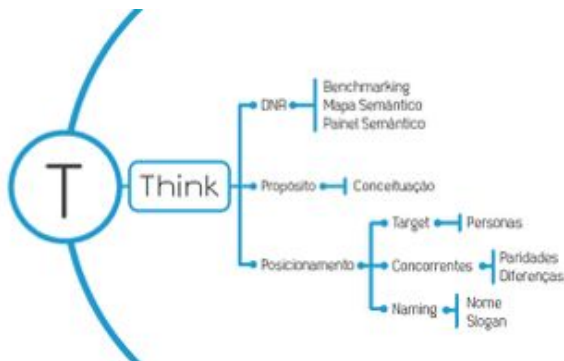 T
Think
DNA
Benchmarking
Mapa Semântico
Painel Semântico
Propósito
Conceituação
Posicionamento
Target
Personas
Concorrentes
Paridades
Diferenças
Naming
Nome
Slogan